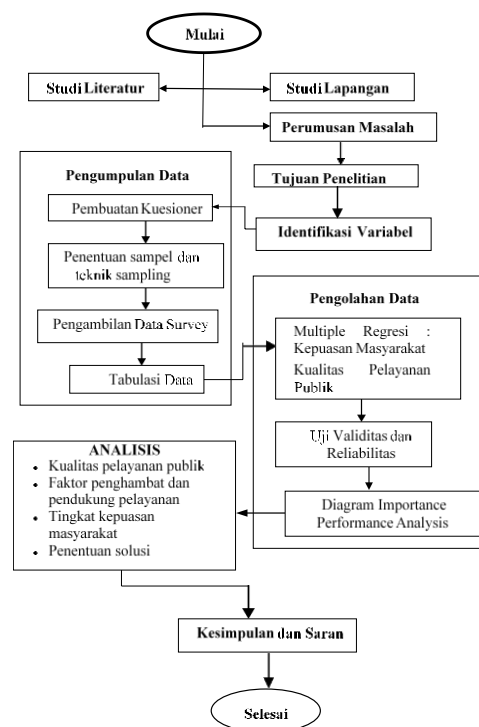 Mulai
Studi Literatur
Studi Lapangan
Perumusan Masalah
Tujuan Penelitian
Identifikasi Variabel
Pengumpulan Data
Pembuatan Kuesioner
Penentuan sampel dan
teknik sampling
Pengambilan Data Survey
Tabulasi Data
Pengolahan Data
Multiple Regresi :
Kepuasan Masyarakat
Kualitas Pelayanan
Publik
Uji Validitas dan
Reliabilitas
Diagram Importance
Performance Analysis
ANALISIS
• Kualitas pelayanan publik
• Faktor penghambat dan
pendukung pelayanan
• Tingkat kepuasan
masyarakat
• Penentuan solusi
Kesimpulan dan Saran
Selesai